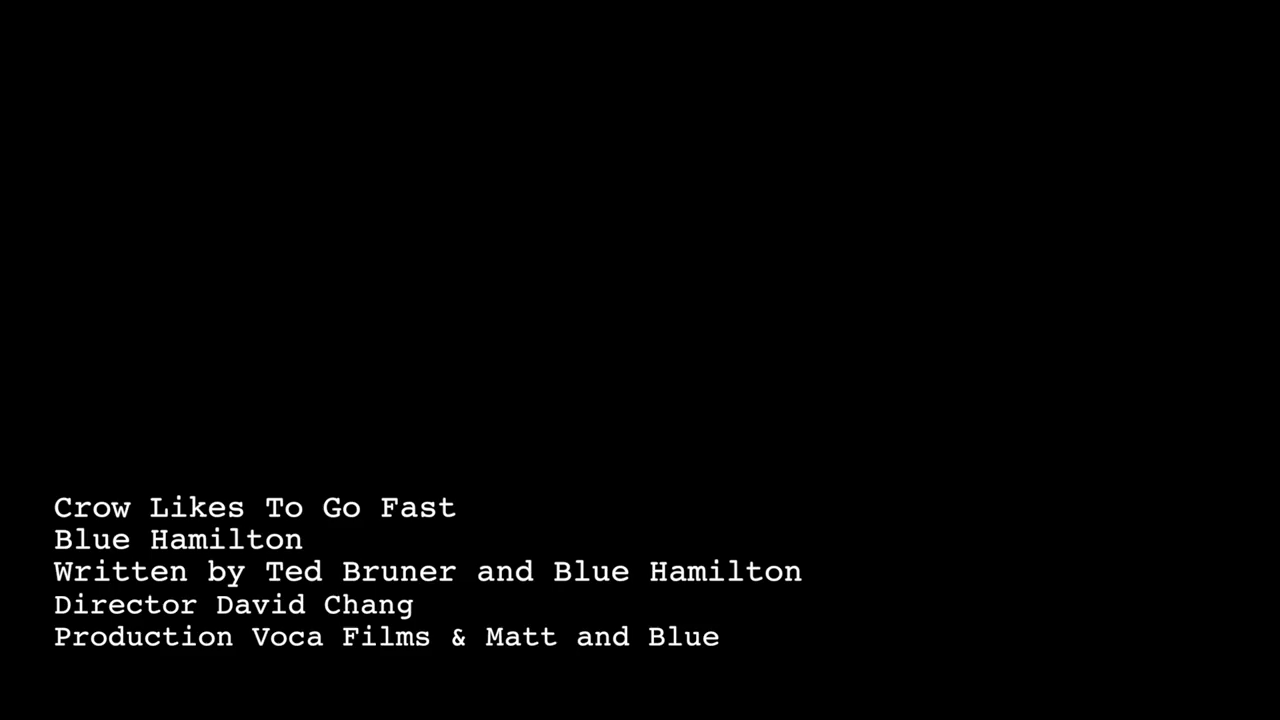 Crow Likes To Go Fast
Blue Hamilton
Written by Ted Bruner and Blue Hamilton
Director David Chang
Production Voca Films & Matt and Blue